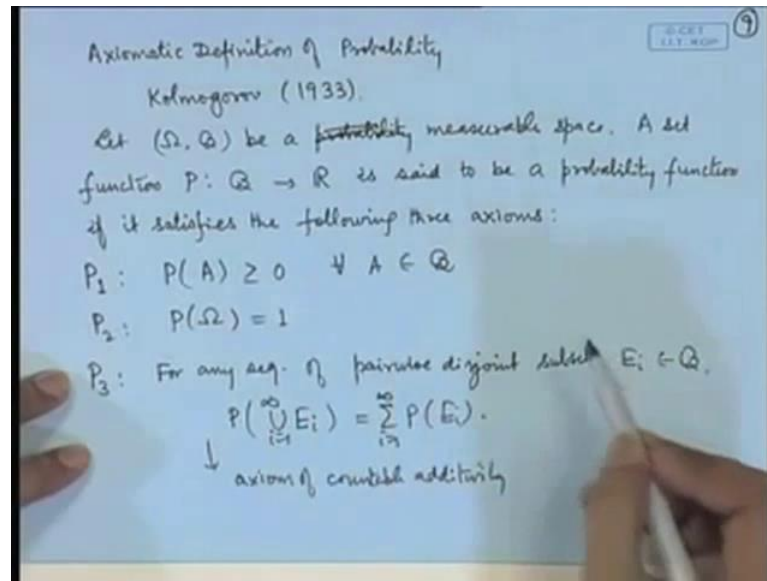 Axiomatic Definition of Probability
© CET
I.I.T. KGP
9
Kolmogorov (1933).
Let (Ω, B) be a probability measurable space. A set
function P: B → R is said to be a probability function
if it satisfies the following three axioms:
P₁: P(A) ≥ 0 ∀ A ∈ B
P₂: P(Ω) = 1
P₃: For any seq. of pairwise disjoint subsets Eᵢ ∈ B,
P(⋃_{i=1}^{∞} Eᵢ) = ∑_{i=1}^{∞} P(Eᵢ).
↓ axiom of countable additivity